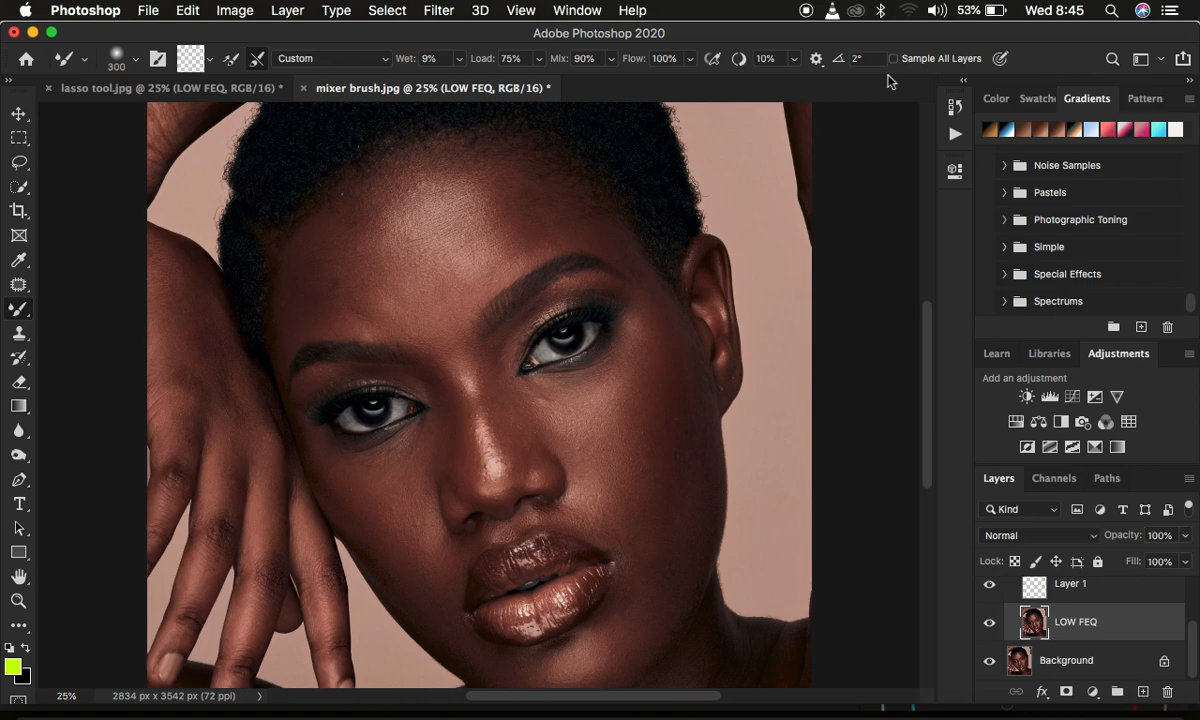 Photoshop File Edit Image Layer Type Select Filter 3D View Window Help 53% Wed 8:45
Adobe Photoshop 2020
300 Custom Wet: 9% Load: 75% Mix: 90% Flow: 100% 10% 2° Sample All Layers
× lasso tool.jpg @ 25% (LOW FEQ, RGB/16) * × mixer brush.jpg @ 25% (LOW FEQ, RGB/16) *
Color Swatche Gradients Pattern
Noise Samples
Pastels
Photographic Toning
Simple
Special Effects
Spectrums
Learn Libraries Adjustments
Add an adjustment
Layers Channels Paths
Kind
Normal Opacity: 100%
Lock: Fill: 100%
Layer 1
LOW FEQ
Background
25% 2834 px x 3542 px (72 ppi)